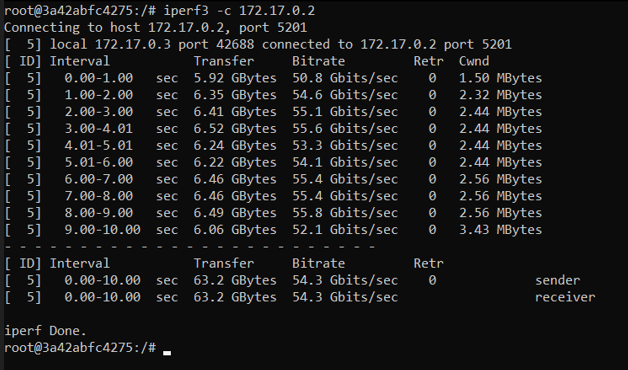 root@3a42abfc4275:/# iperf3 -c 172.17.0.2
Connecting to host 172.17.0.2, port 5201
[  5] local 172.17.0.3 port 42688 connected to 172.17.0.2 port 5201
[ ID] Interval           Transfer     Bitrate         Retr  Cwnd
[  5]   0.00-1.00   sec  5.92 GBytes  50.8 Gbits/sec    0   1.50 MBytes
[  5]   1.00-2.00   sec  6.35 GBytes  54.6 Gbits/sec    0   2.32 MBytes
[  5]   2.00-3.00   sec  6.41 GBytes  55.1 Gbits/sec    0   2.44 MBytes
[  5]   3.00-4.01   sec  6.52 GBytes  55.6 Gbits/sec    0   2.44 MBytes
[  5]   4.01-5.01   sec  6.24 GBytes  53.3 Gbits/sec    0   2.44 MBytes
[  5]   5.01-6.00   sec  6.22 GBytes  54.1 Gbits/sec    0   2.44 MBytes
[  5]   6.00-7.00   sec  6.46 GBytes  55.4 Gbits/sec    0   2.56 MBytes
[  5]   7.00-8.00   sec  6.46 GBytes  55.4 Gbits/sec    0   2.56 MBytes
[  5]   8.00-9.00   sec  6.49 GBytes  55.8 Gbits/sec    0   2.56 MBytes
[  5]   9.00-10.00  sec  6.06 GBytes  52.1 Gbits/sec    0   3.43 MBytes
- - - - - - - - - - - - - - - - - - - - - - - - -
[ ID] Interval           Transfer     Bitrate         Retr
[  5]   0.00-10.00  sec  63.2 GBytes  54.3 Gbits/sec    0             sender
[  5]   0.00-10.00  sec  63.2 GBytes  54.3 Gbits/sec                  receiver

iperf Done.
root@3a42abfc4275:/#